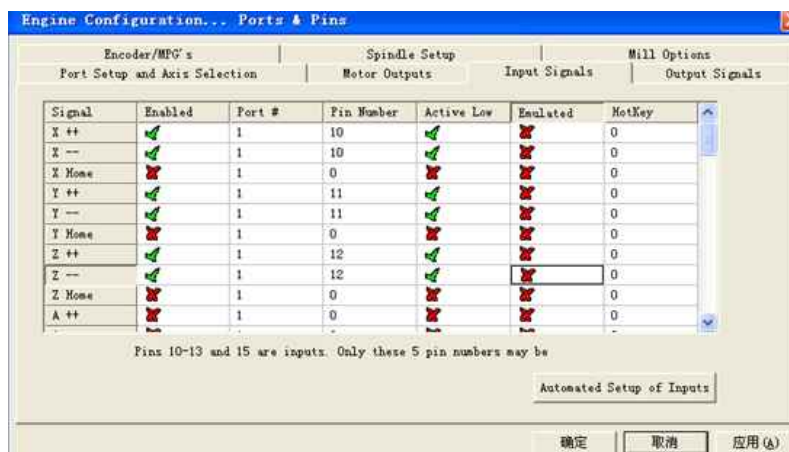 Engine Configuration... Ports & Pins
Encoder/MPG's Spindle Setup Mill Options
Port Setup and Axis Selection Motor Outputs Input Signals Output Signals
Signal Enabled Port # Pin Number Active Low Emulated HotKey
X ++ 1 10 0
X -- 1 10 0
X Home 1 0 0
Y ++ 1 11 0
Y -- 1 11 0
Y Home 1 0 0
Z ++ 1 12 0
Z -- 1 12 0
Z Home 1 0 0
A ++ 1 0 0
Pins 10-13 and 15 are inputs. Only these 5 pin numbers may be
Automated Setup of Inputs
确定 取消 应用(A)